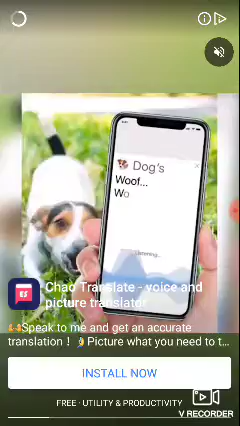 Dog's
Woof...
Wo
Listening...
Chao Translate - voice and
picture translator
🙌Speak to me and get an accurate
translation！🧏Picture what you need to t...
INSTALL NOW
FREE · UTILITY & PRODUCTIVITY
V RECORDER